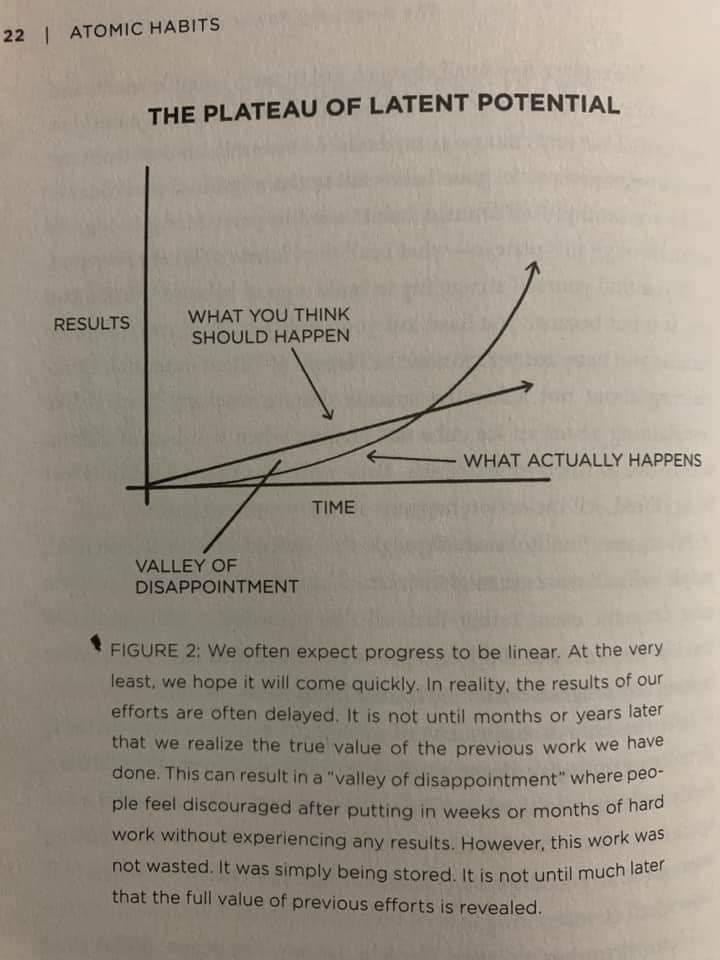 22 | ATOMIC HABITS
THE PLATEAU OF LATENT POTENTIAL
RESULTS
WHAT YOU THINK
SHOULD HAPPEN
WHAT ACTUALLY HAPPENS
TIME
VALLEY OF
DISAPPOINTMENT
FIGURE 2: We often expect progress to be linear. At the very
least, we hope it will come quickly. In reality, the results of our
efforts are often delayed. It is not until months or years later
that we realize the true value of the previous work we have
done. This can result in a "valley of disappointment" where peo-
ple feel discouraged after putting in weeks or months of hard
work without experiencing any results. However, this work was
not wasted. It was simply being stored. It is not until much later
that the full value of previous efforts is revealed.